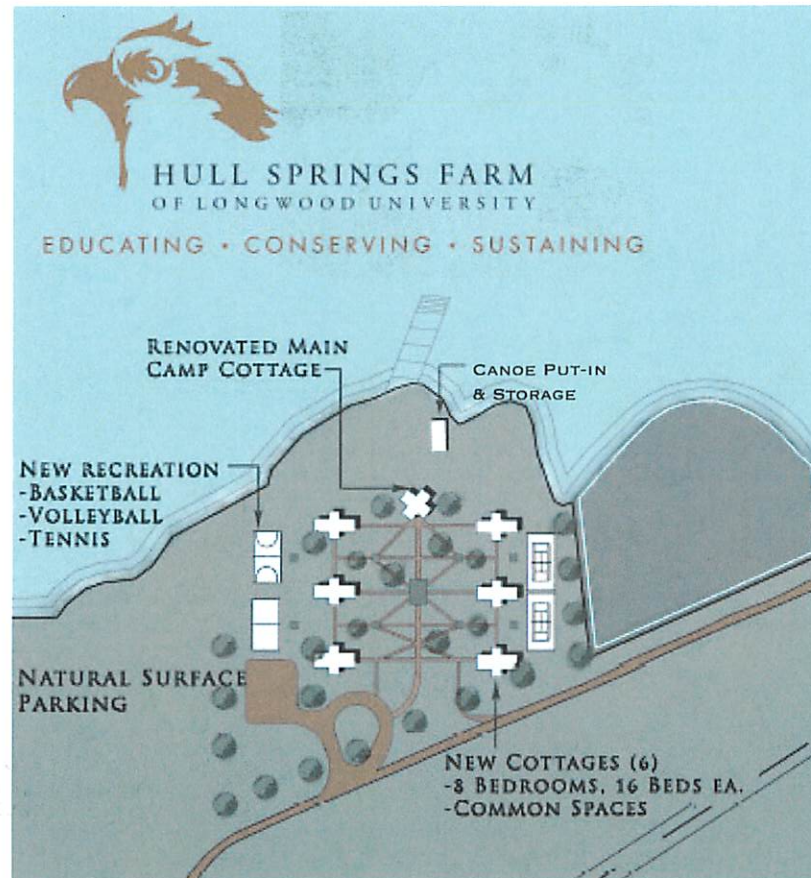 HULL SPRINGS FARM
OF LONGWOOD UNIVERSITY
EDUCATING • CONSERVING • SUSTAINING
RENOVATED MAIN
CAMP COTTAGE
CANOE PUT-IN
& STORAGE
NEW RECREATION
-BASKETBALL
-VOLLEYBALL
-TENNIS
NATURAL SURFACE
PARKING
NEW COTTAGES (6)
-8 BEDROOMS, 16 BEDS EA.
-COMMON SPACES